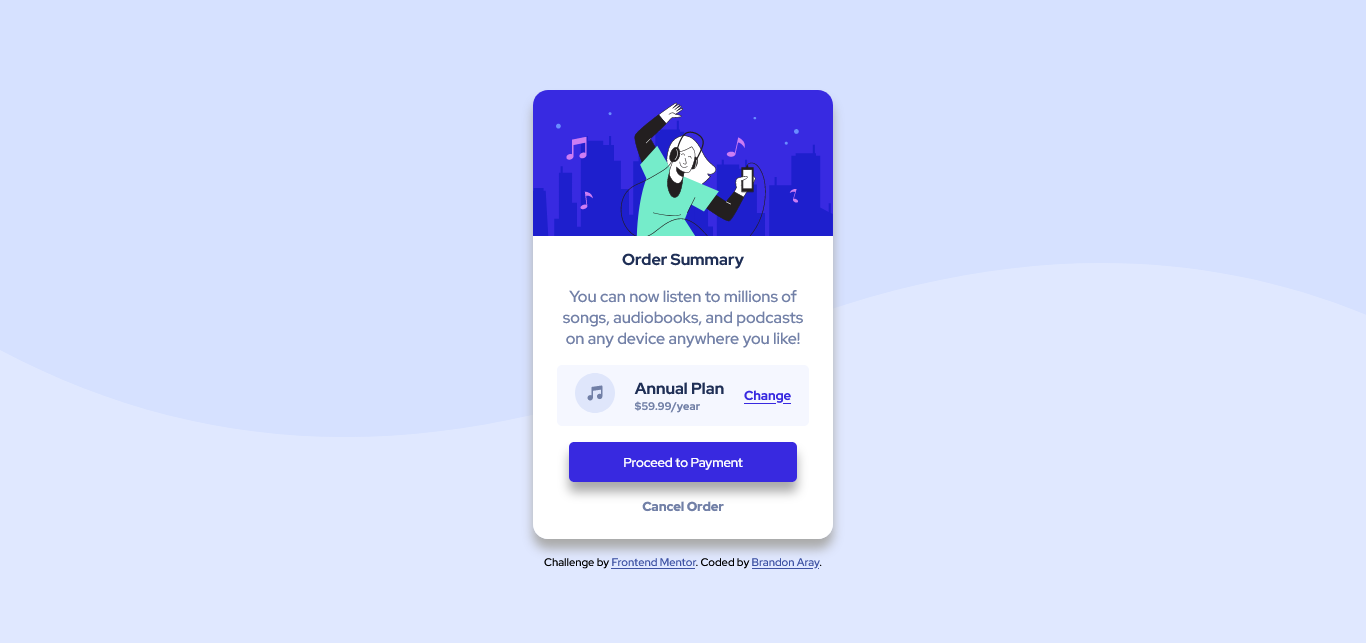 Order Summary
You can now listen to millions of
songs, audiobooks, and podcasts
on any device anywhere you like!
Annual Plan
$59.99/year
Change
Proceed to Payment
Cancel Order
Challenge by Frontend Mentor. Coded by Brandon Aray.